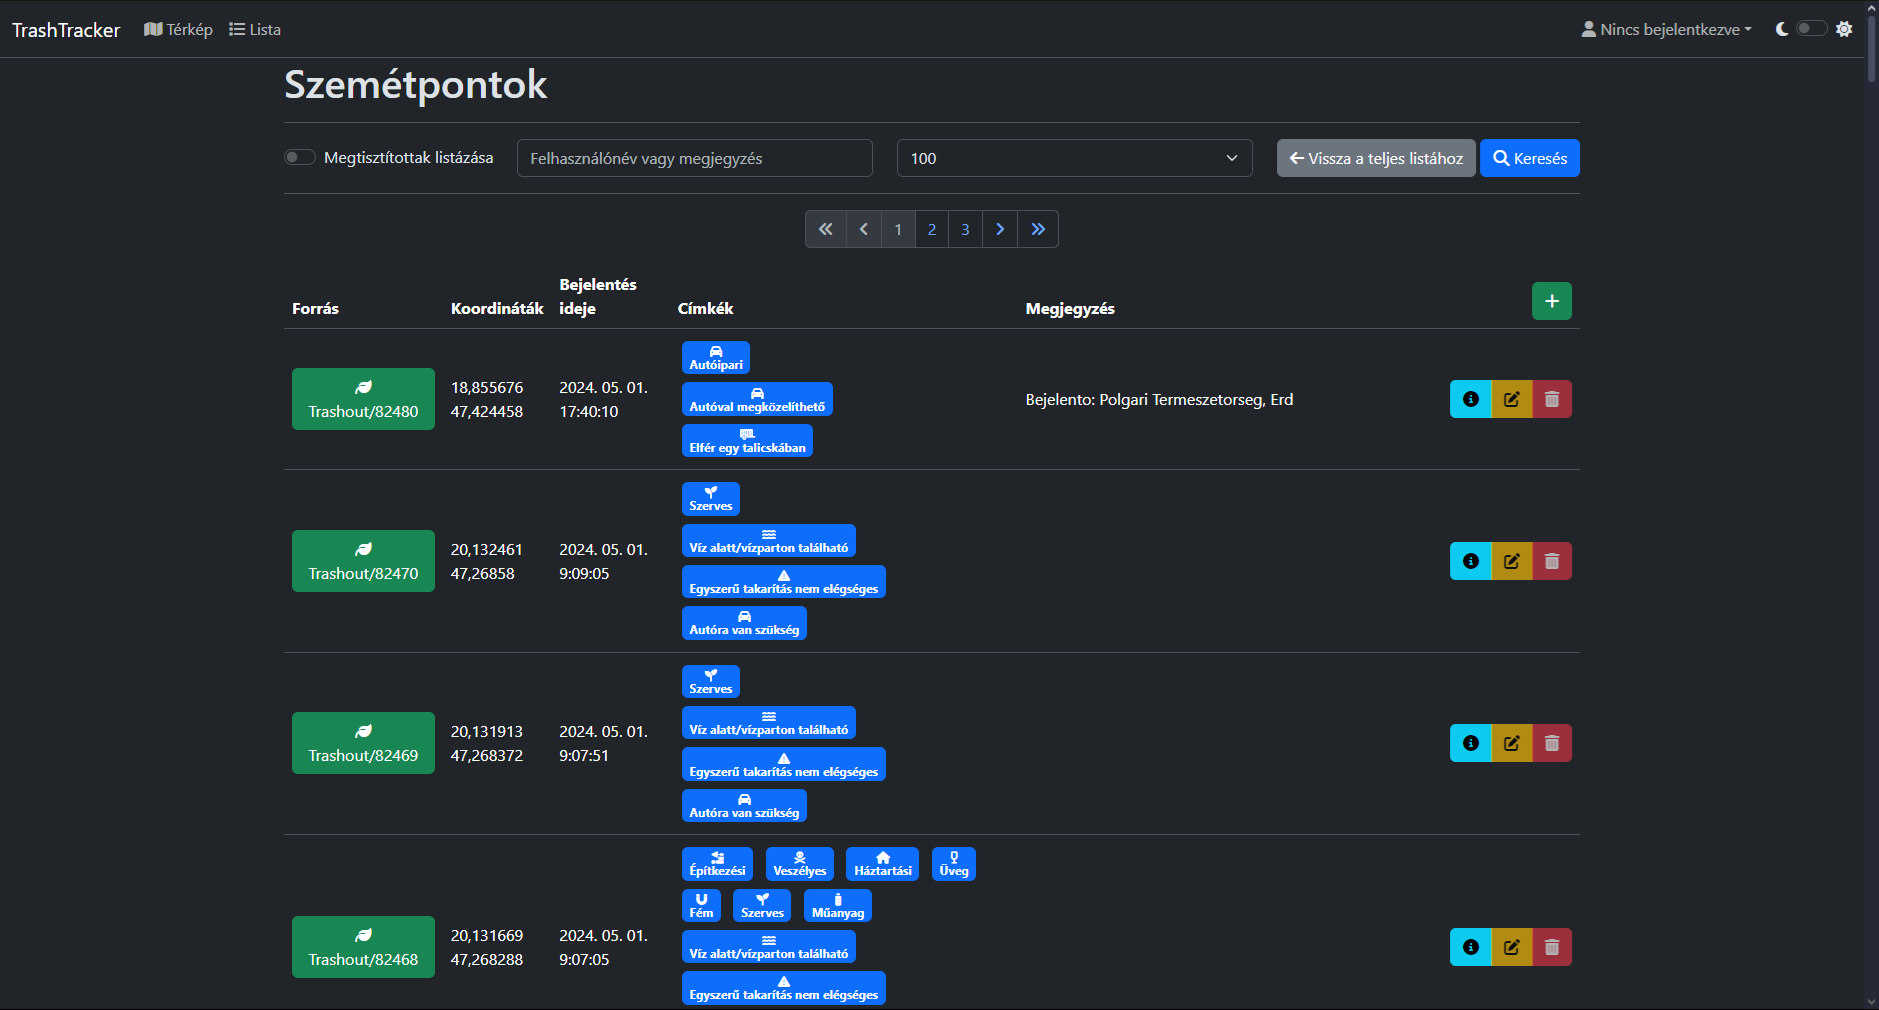 TrashTracker Térkép Lista Nincs bejelentkezve
Szemétpontok
Megtisztítottak listázása Felhasználónév vagy megjegyzés 100 Vissza a teljes listához Keresés
« ‹ 1 2 3 › »
Forrás Koordináták Bejelentés ideje Címkék Megjegyzés +
Trashout/82480
18,855676
47,424458
2024. 05. 01.
17:40:10
Autóipari
Autóval megközelíthető
Elfér egy talicskában
Bejelento: Polgari Termeszetorseg, Erd
Trashout/82470
20,132461
47,26858
2024. 05. 01.
9:09:05
Szerves
Víz alatt/vízparton található
Egyszerű takarítás nem elégséges
Autóra van szükség
Trashout/82469
20,131913
47,268372
2024. 05. 01.
9:07:51
Szerves
Víz alatt/vízparton található
Egyszerű takarítás nem elégséges
Autóra van szükség
Trashout/82468
20,131669
47,268288
2024. 05. 01.
9:07:05
Építkezési Veszélyes Háztartási Üveg
Fém Szerves Műanyag
Víz alatt/vízparton található
Egyszerű takarítás nem elégséges